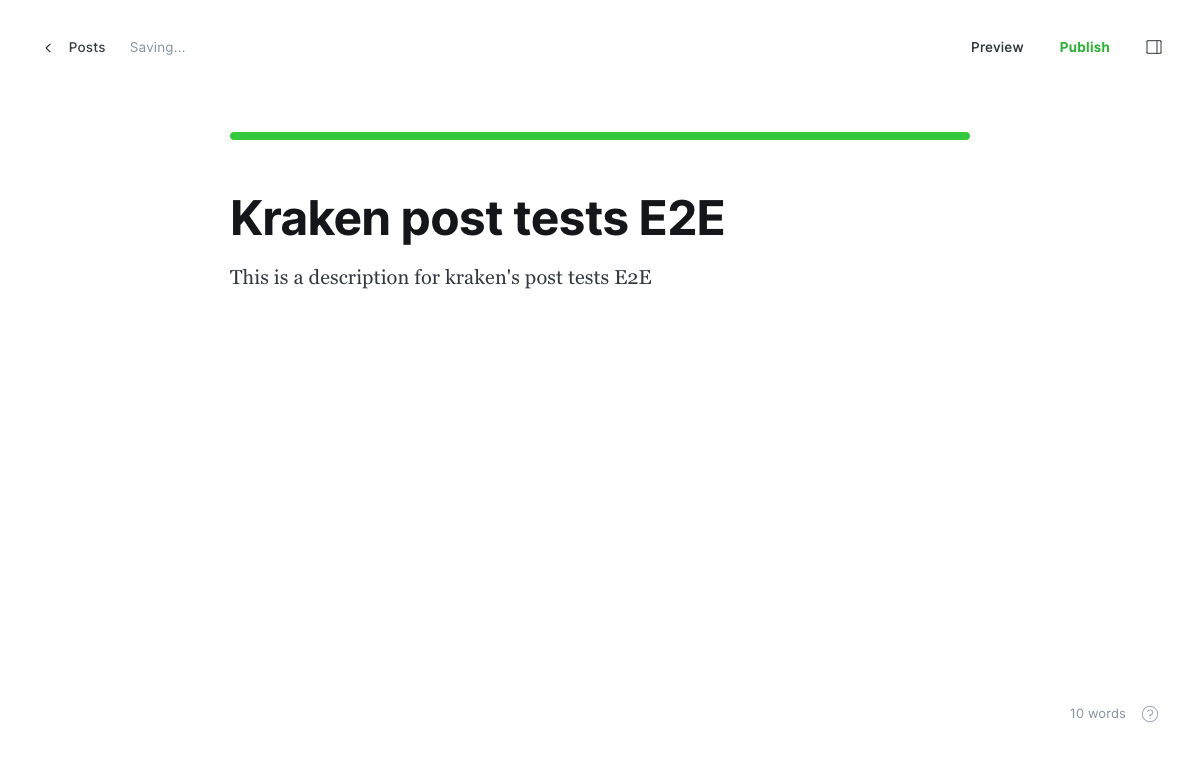 Posts
Saving...
Preview
Publish
Kraken post tests E2E
This is a description for kraken's post tests E2E
10 words